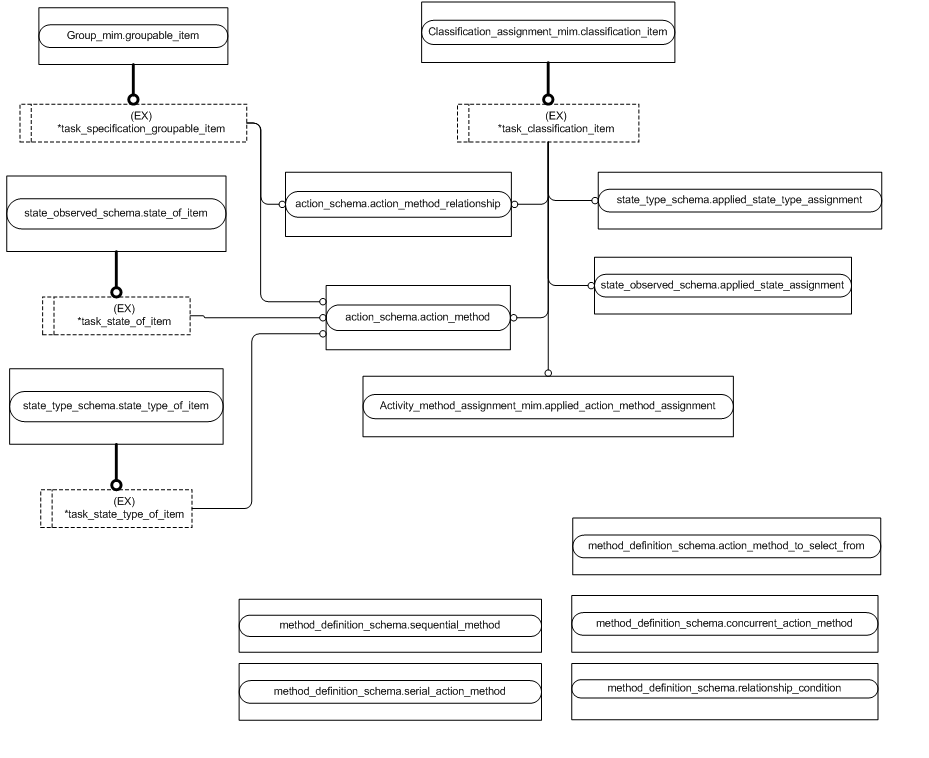 Group_mim.groupable_item
Classification_assignment_mim.classification_item
(EX)
*task_specification_groupable_item
(EX)
*task_classification_item
action_schema.action_method_relationship
state_type_schema.applied_state_type_assignment
state_observed_schema.state_of_item
state_observed_schema.applied_state_assignment
(EX)
*task_state_of_item
action_schema.action_method
state_type_schema.state_type_of_item
Activity_method_assignment_mim.applied_action_method_assignment
(EX)
*task_state_type_of_item
method_definition_schema.action_method_to_select_from
method_definition_schema.sequential_method
method_definition_schema.concurrent_action_method
method_definition_schema.serial_action_method
method_definition_schema.relationship_condition